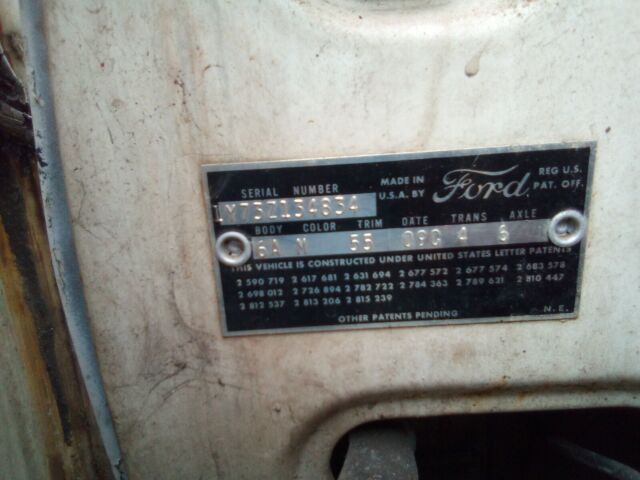 SERIAL NUMBER MADE IN U.S.A. BY Ford REG U.S. PAT. OFF.
1Y73Z134834
BODY COLOR TRIM DATE TRANS AXLE
6A N 55 09C 4 6
THIS VEHICLE IS CONSTRUCTED UNDER UNITED STATES LETTER PATENTS
2 590 719 2 617 681 2 631 694 2 677 572 2 677 574 2 683 578
2 698 012 2 726 894 2 782 722 2 784 363 2 789 621 2 810 447
2 812 537 2 813 206 2 815 239
OTHER PATENTS PENDING N.E.